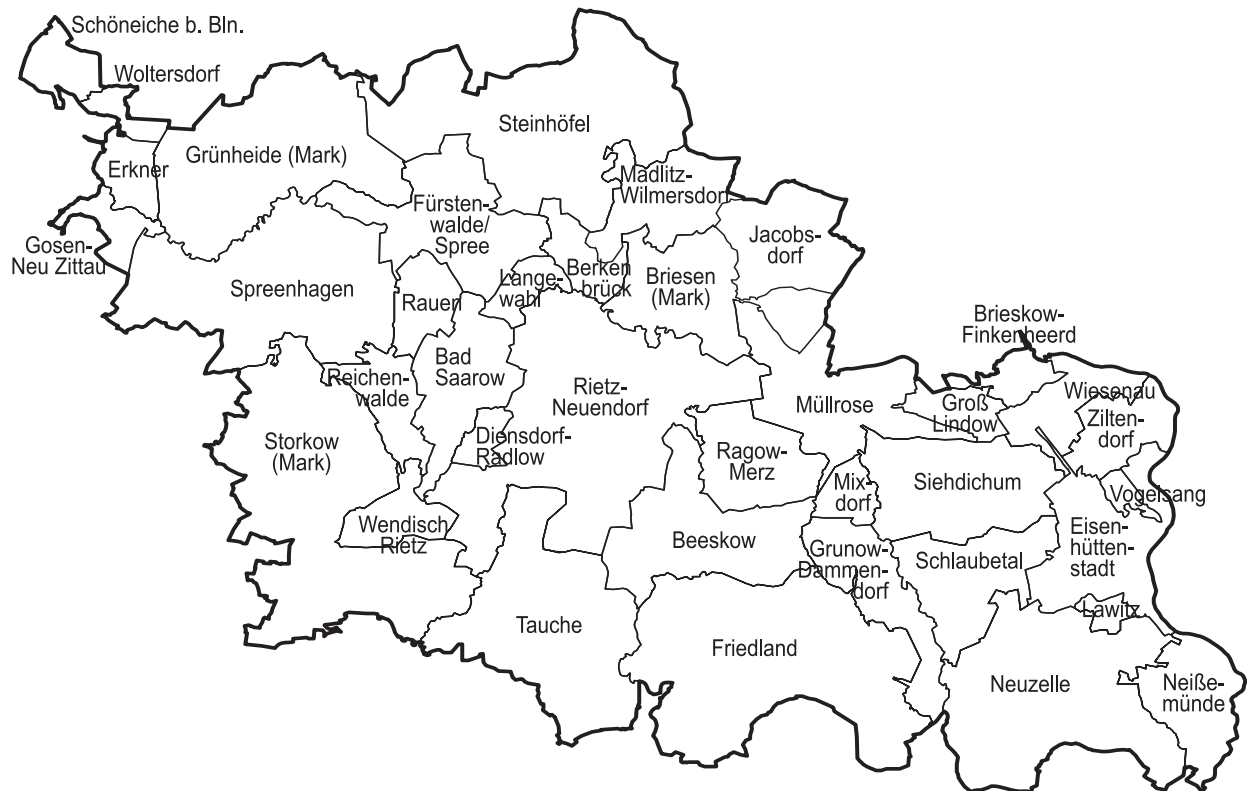 Schöneiche b. Bln.
Woltersdorf
Steinhöfel
Grünheide (Mark)
Erkner
Madlitz-
Wilmersdorf
Fürsten-
walde/
Spree
Gosen-
Neu Zittau
Jacobs-
dorf
Spreenhagen
Rauen
Lange-
wahl
Berken
brück
Briesen
(Mark)
Brieskow-
Finkenheerd
Bad
Saarow
Reichen-
walde
Rietz-
Neuendorf
Müllrose
Groß
Lindow
Wiesenau
Zilten-
dorf
Storkow
(Mark)
Diensdorf-
Radlow
Ragow-
Merz
Mix-
dorf
Siehdichum
Vogelsang
Wendisch
Rietz
Beeskow
Grunow-
Dammen-
dorf
Schlaubetal
Eisen-
hütten-
stadt
Lawitz
Tauche
Friedland
Neuzelle
Neiße-
münde